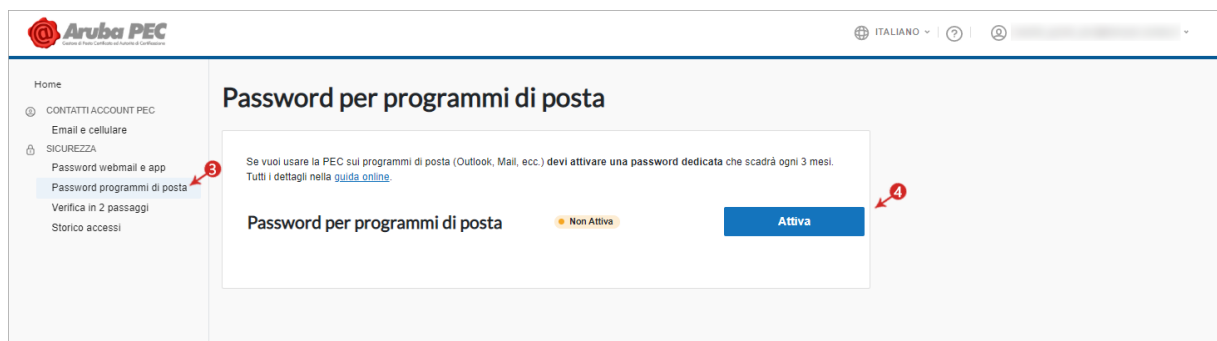 Aruba PEC
ITALIANO
Home
CONTATTI ACCOUNT PEC
Email e cellulare
SICUREZZA
Password webmail e app
Password programmi di posta
Verifica in 2 passaggi
Storico accessi
3
Password per programmi di posta
Se vuoi usare la PEC sui programmi di posta (Outlook, Mail, ecc.) devi attivare una password dedicata che scadrà ogni 3 mesi.
Tutti i dettagli nella guida online.
Password per programmi di posta
Non Attiva
Attiva
4